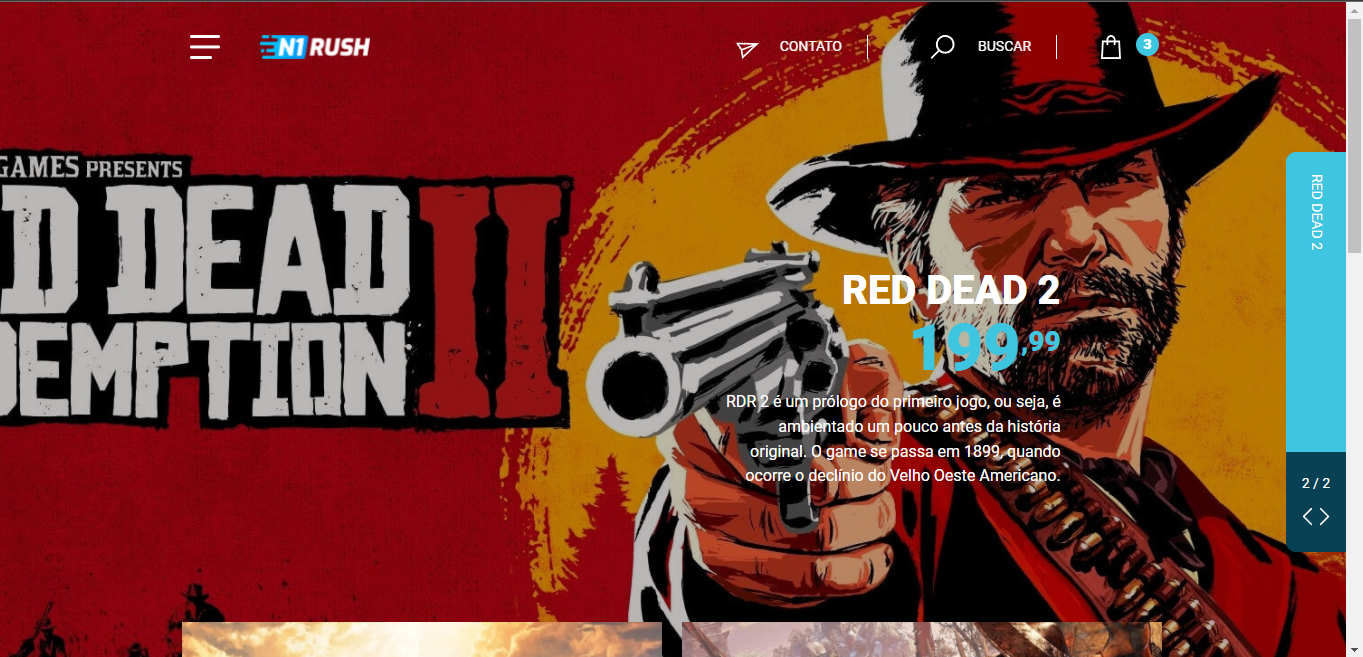 N1 RUSH
CONTATO
BUSCAR
3
GAMES PRESENTS
D DEAD
DEMPTION II
RED DEAD 2
199,99
RDR 2 é um prólogo do primeiro jogo, ou seja, é
ambientado um pouco antes da história
original. O game se passa em 1899, quando
ocorre o declínio do Velho Oeste Americano.
RED DEAD 2
2 / 2